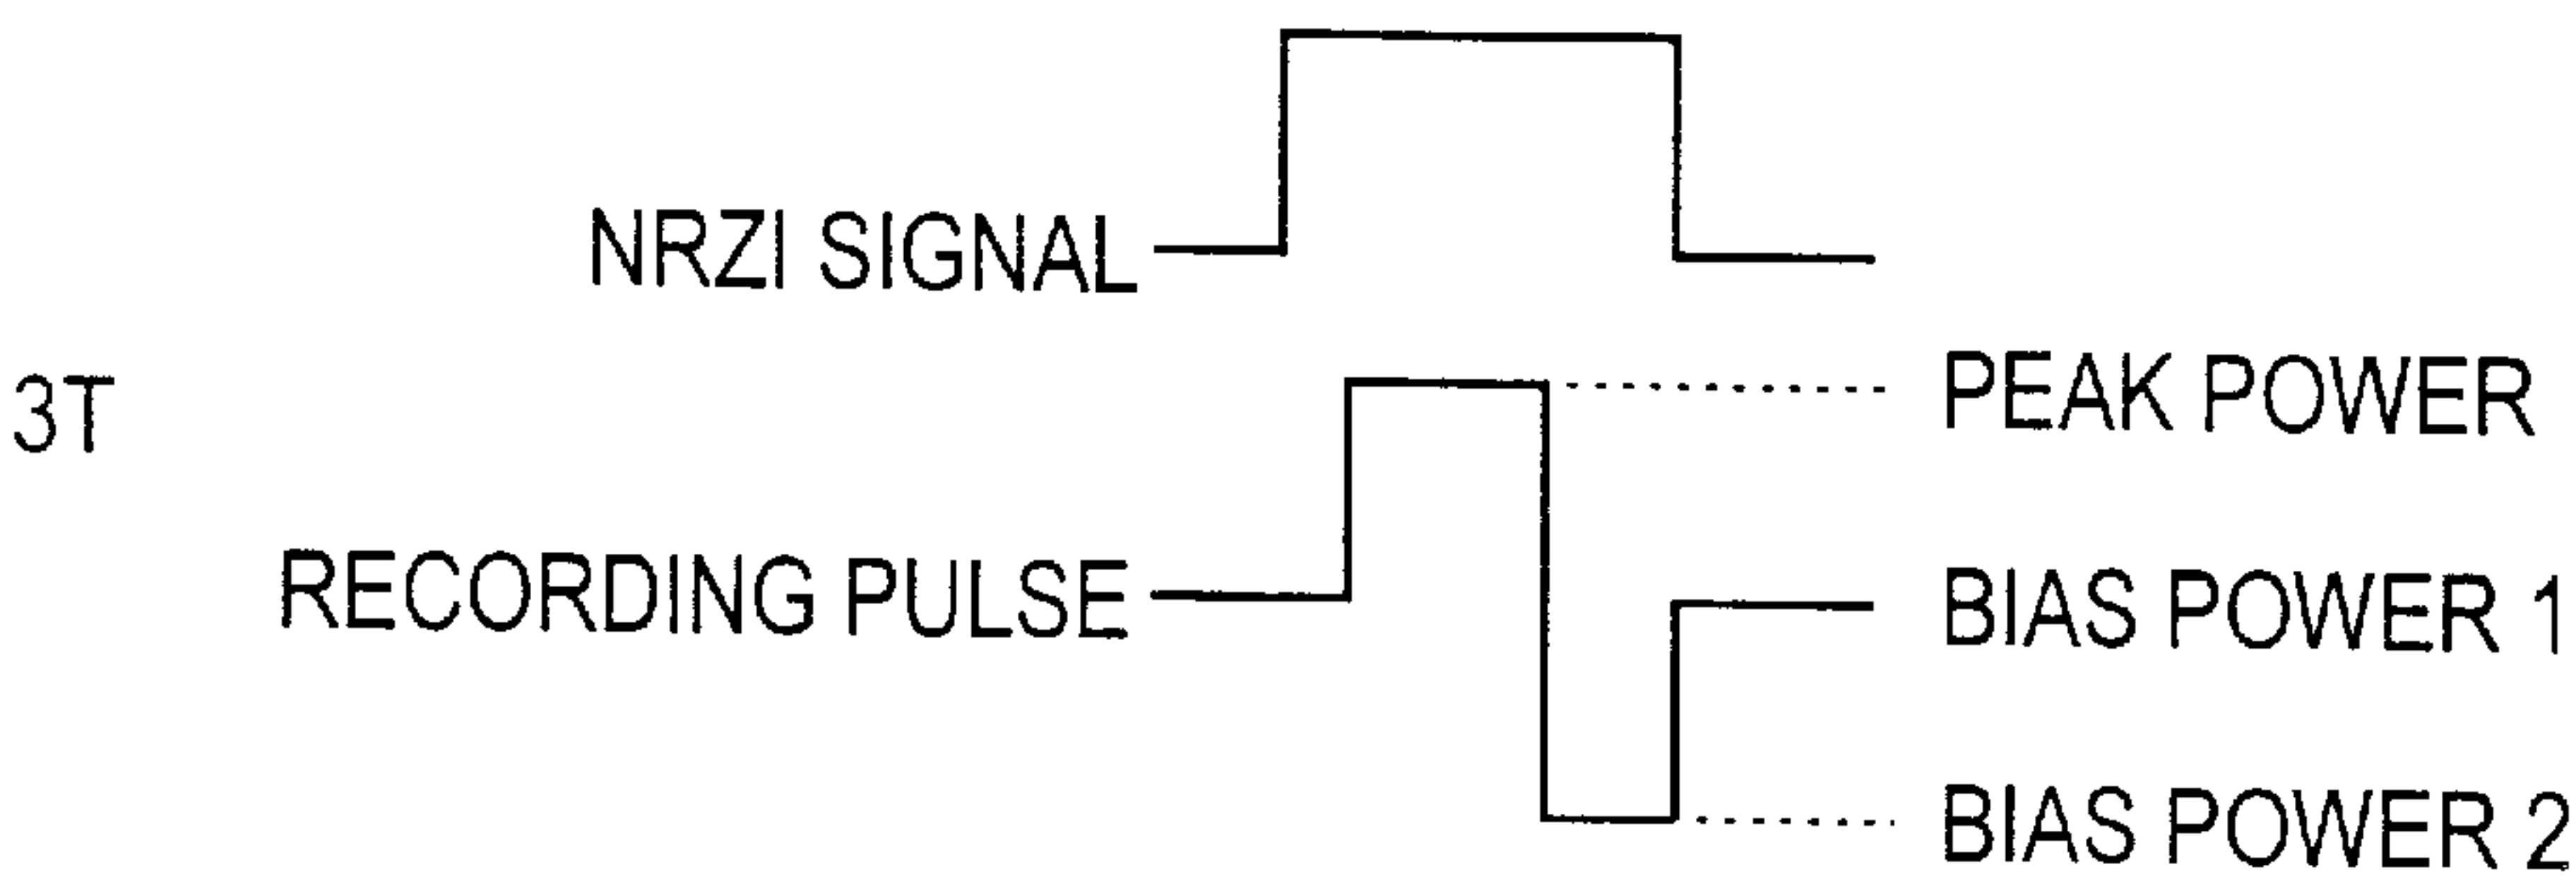 NRZI SIGNAL
3T
PEAK POWER
RECORDING PULSE
BIAS POWER 1
BIAS POWER 2